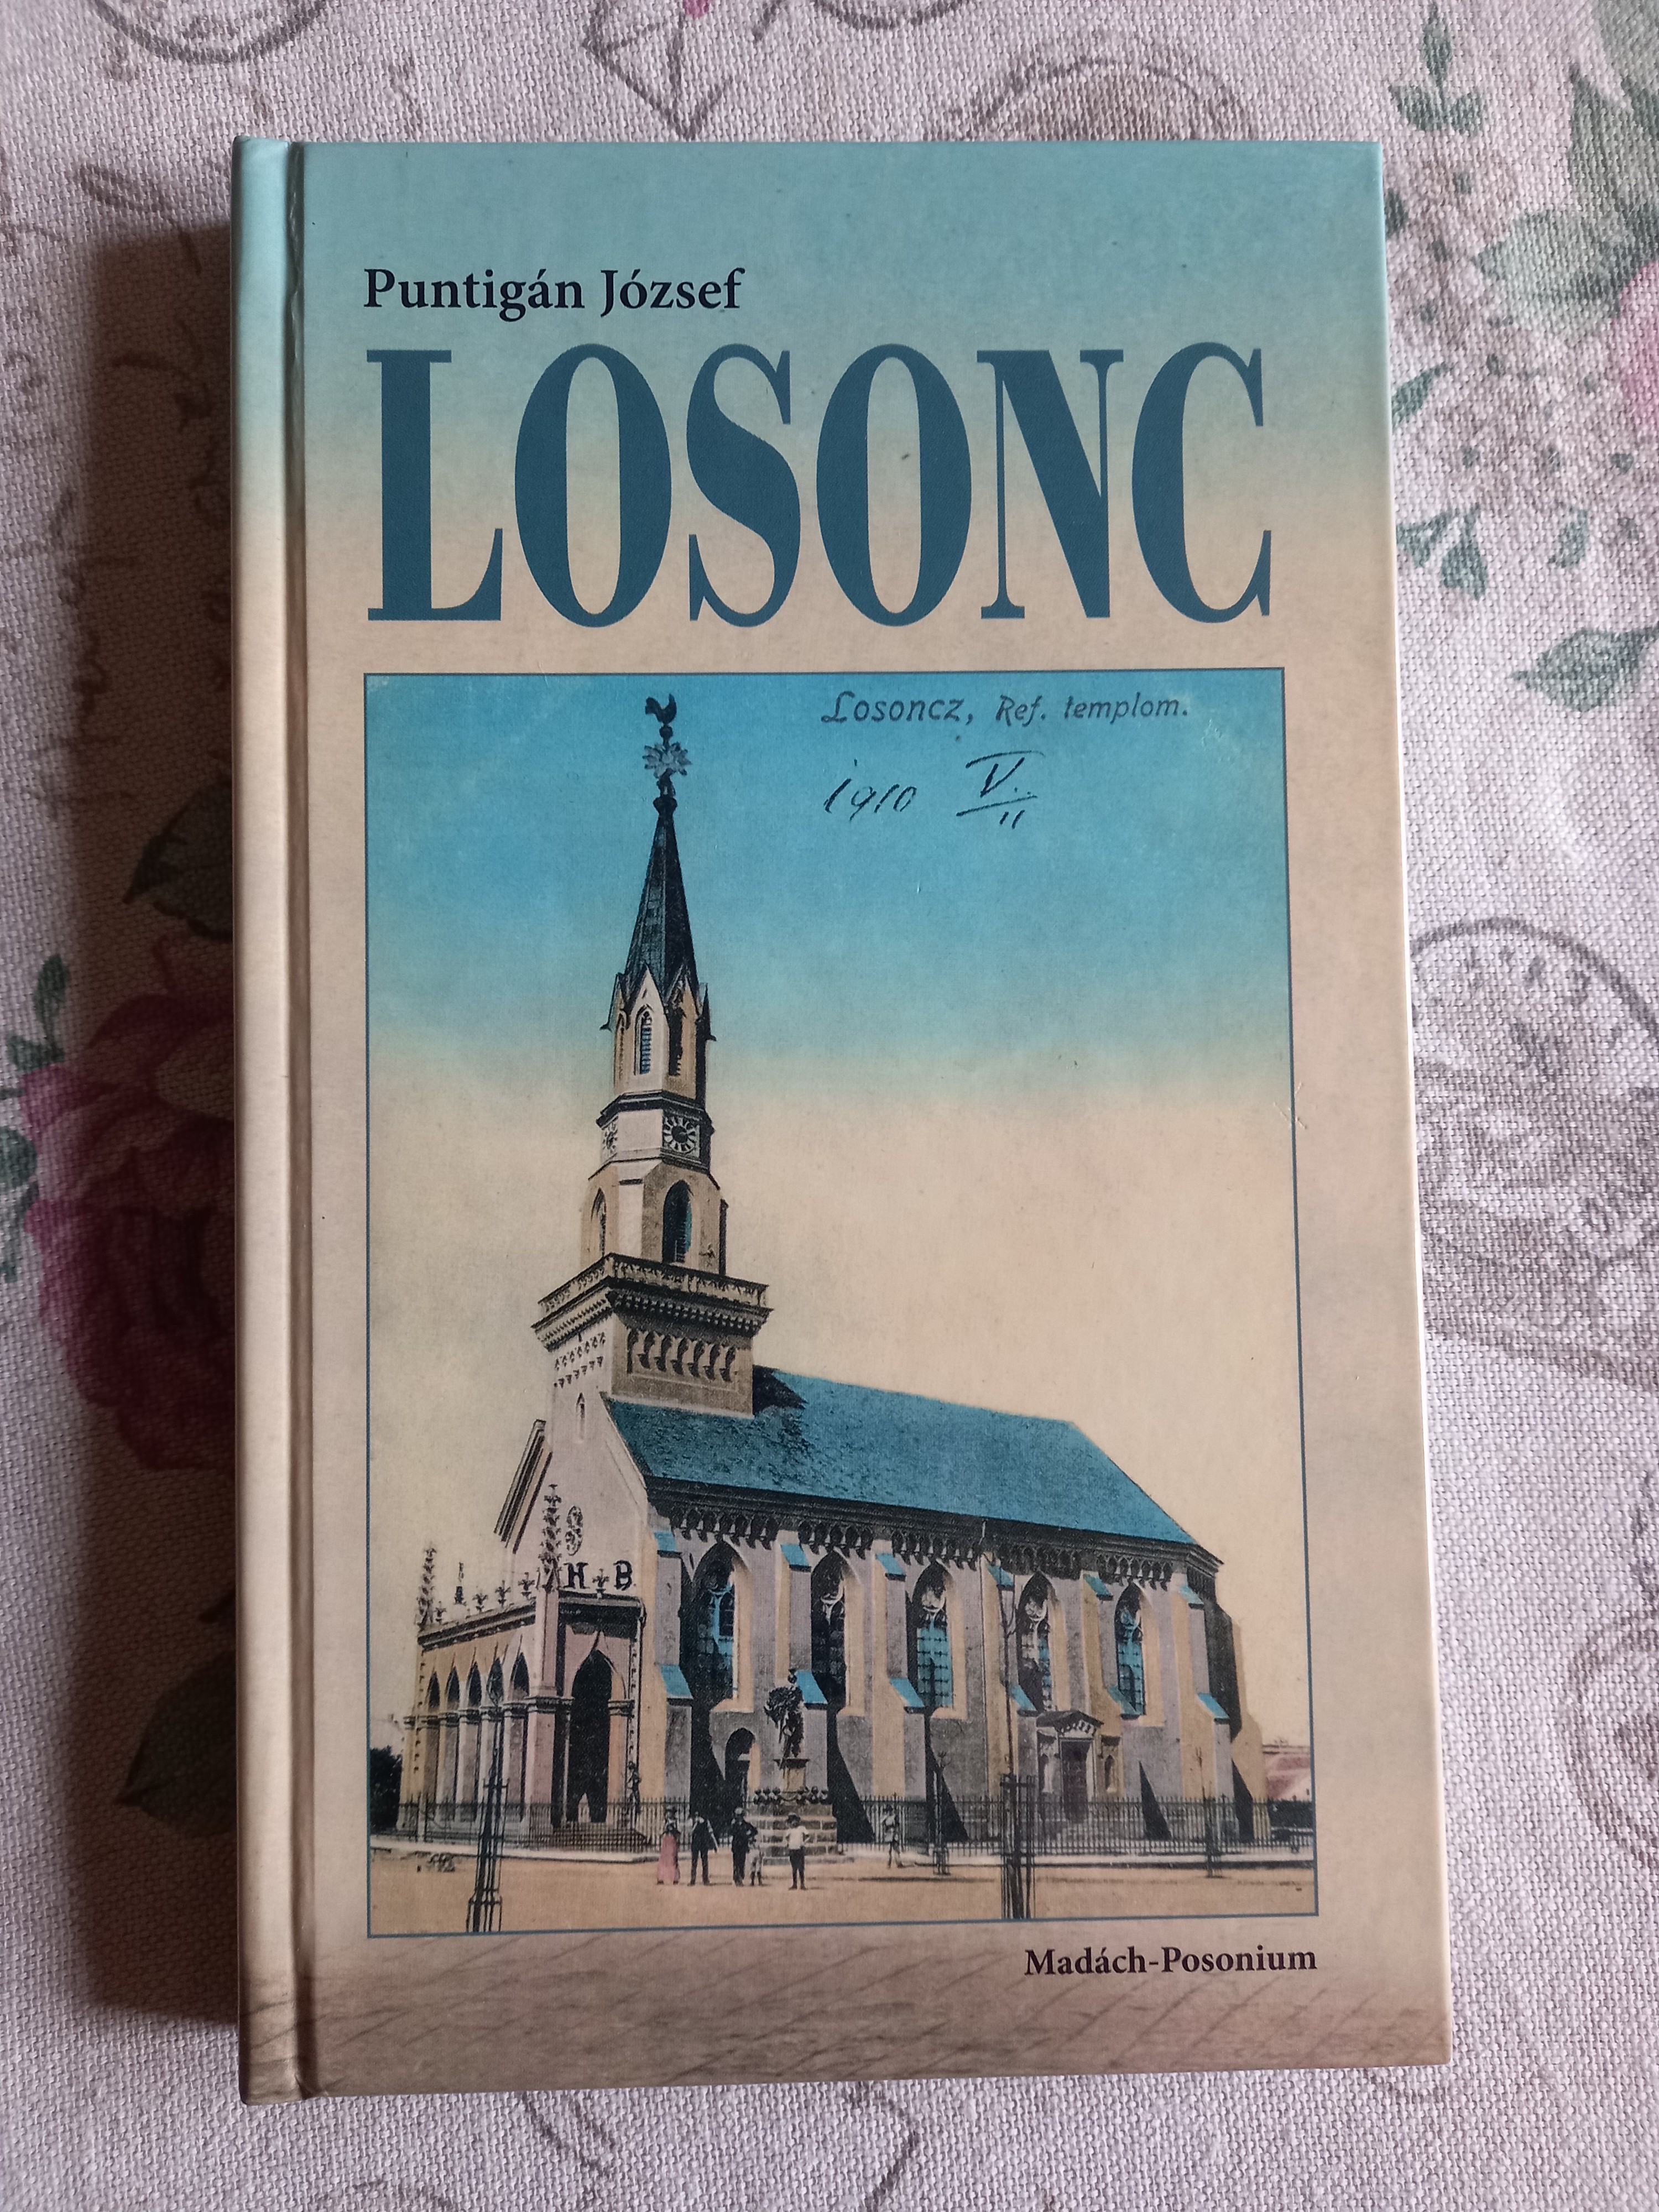 Puntigán József
LOSONC
Losoncz, Ref. templom.
1910 V.
11
H B
Madách-Posonium